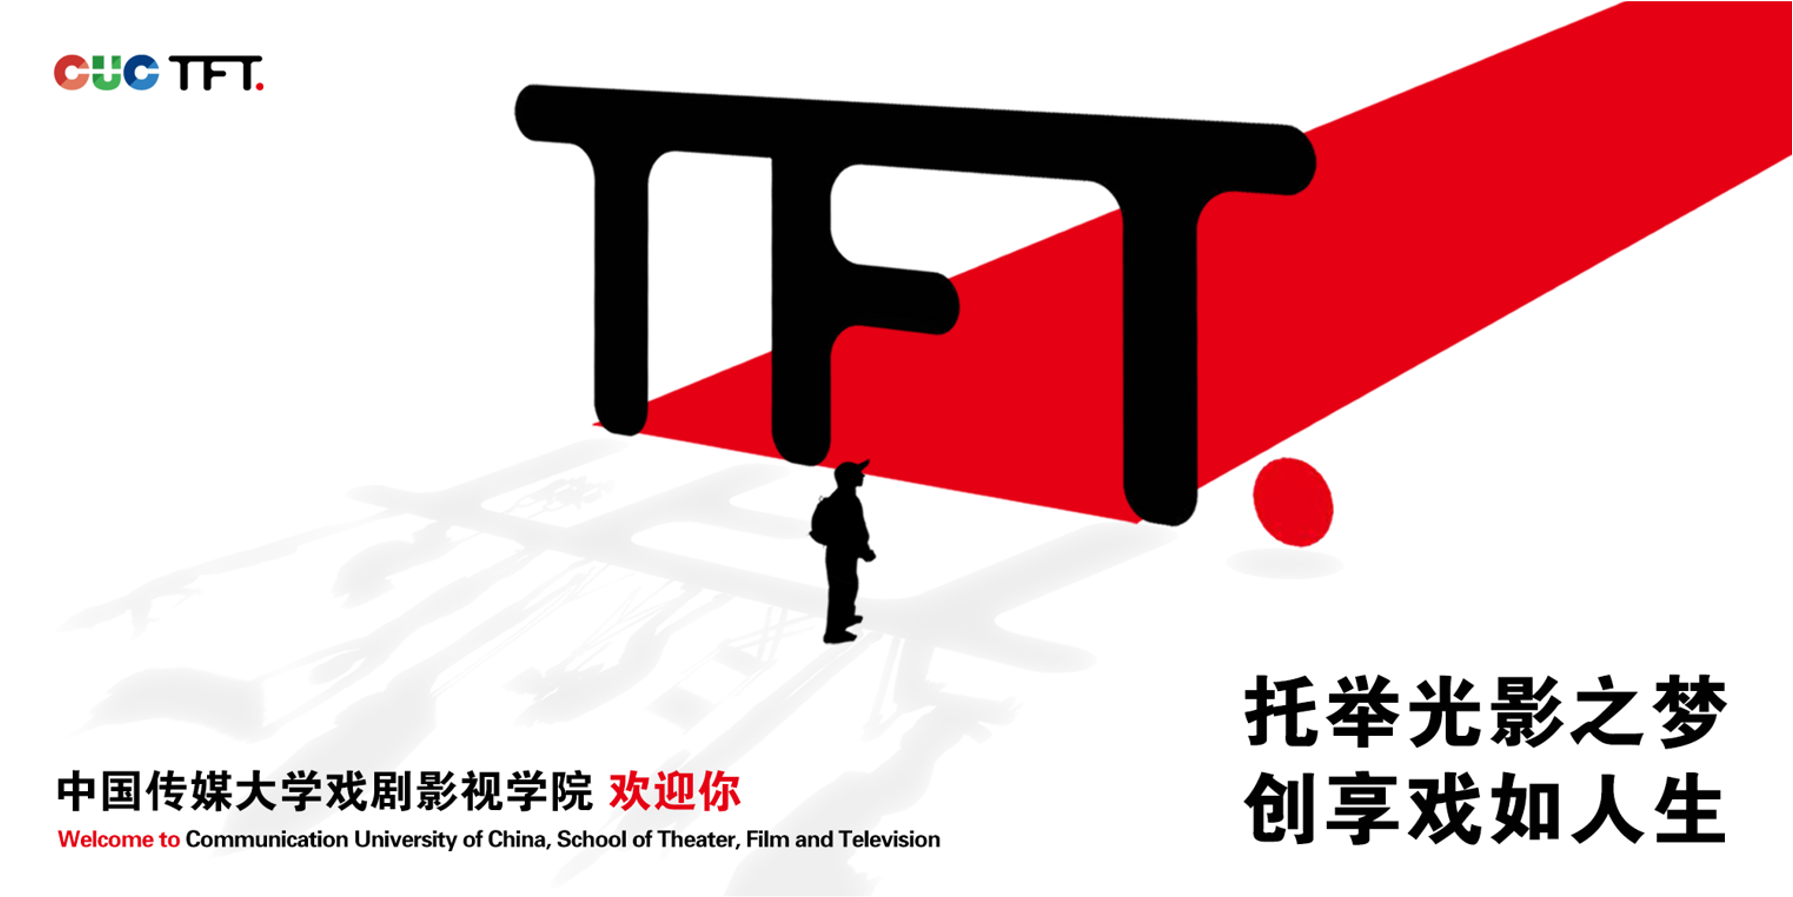 CUC TFT.
TFT
托举光影之梦
创享戏如人生
中国传媒大学戏剧影视学院 欢迎你
Welcome to Communication University of China, School of Theater, Film and Television